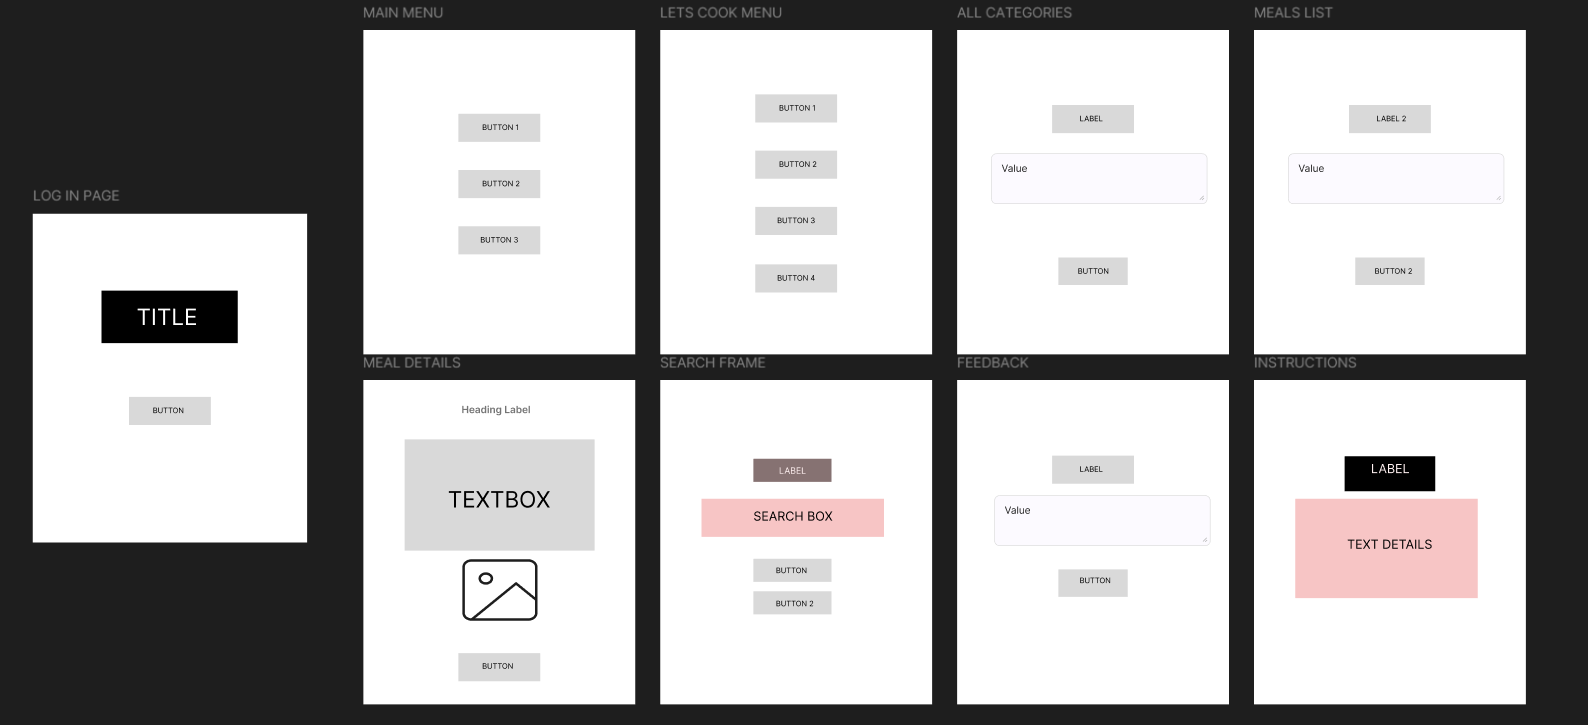 MAIN MENU
BUTTON 1
BUTTON 2
BUTTON 3
LETS COOK MENU
BUTTON 1
BUTTON 2
BUTTON 3
BUTTON 4
ALL CATEGORIES
LABEL
Value
BUTTON
MEALS LIST
LABEL 2
Value
BUTTON 2
LOG IN PAGE
TITLE
BUTTON
MEAL DETAILS
Heading Label
TEXTBOX
BUTTON
SEARCH FRAME
LABEL
SEARCH BOX
BUTTON
BUTTON 2
FEEDBACK
LABEL
Value
BUTTON
INSTRUCTIONS
LABEL
TEXT DETAILS